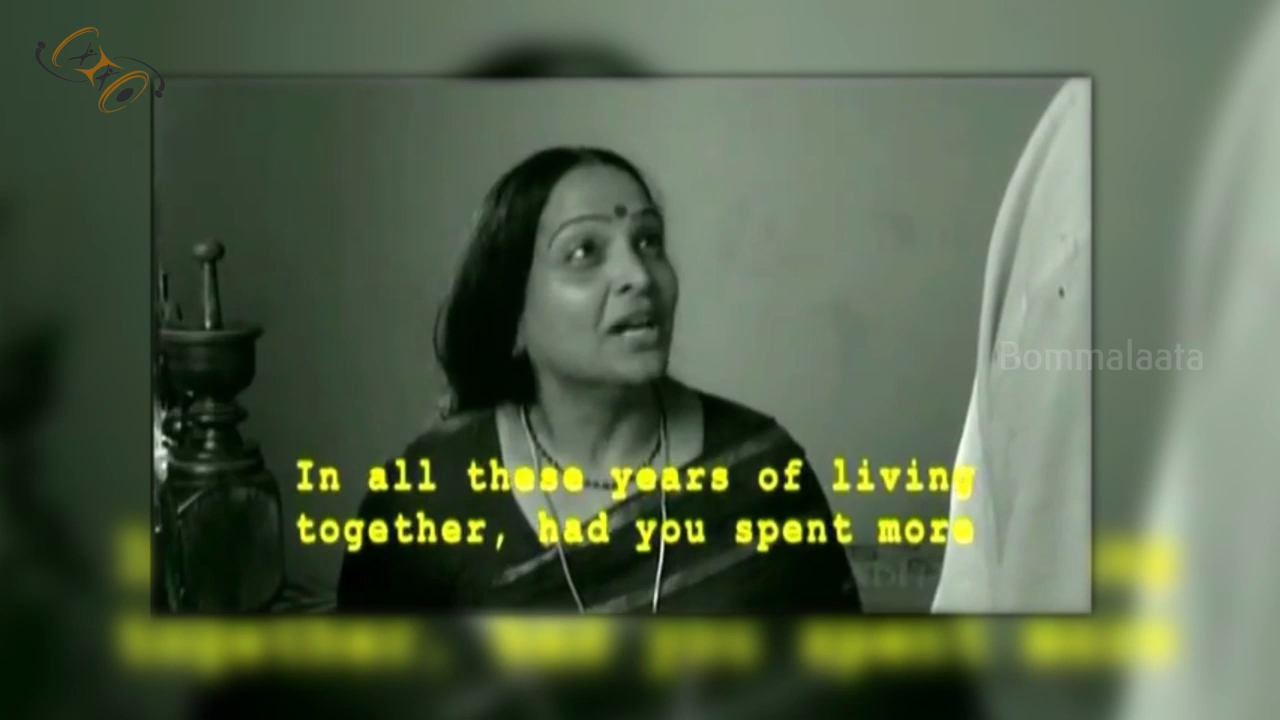 Bommalaata
In all these years of living
together, had you spent more